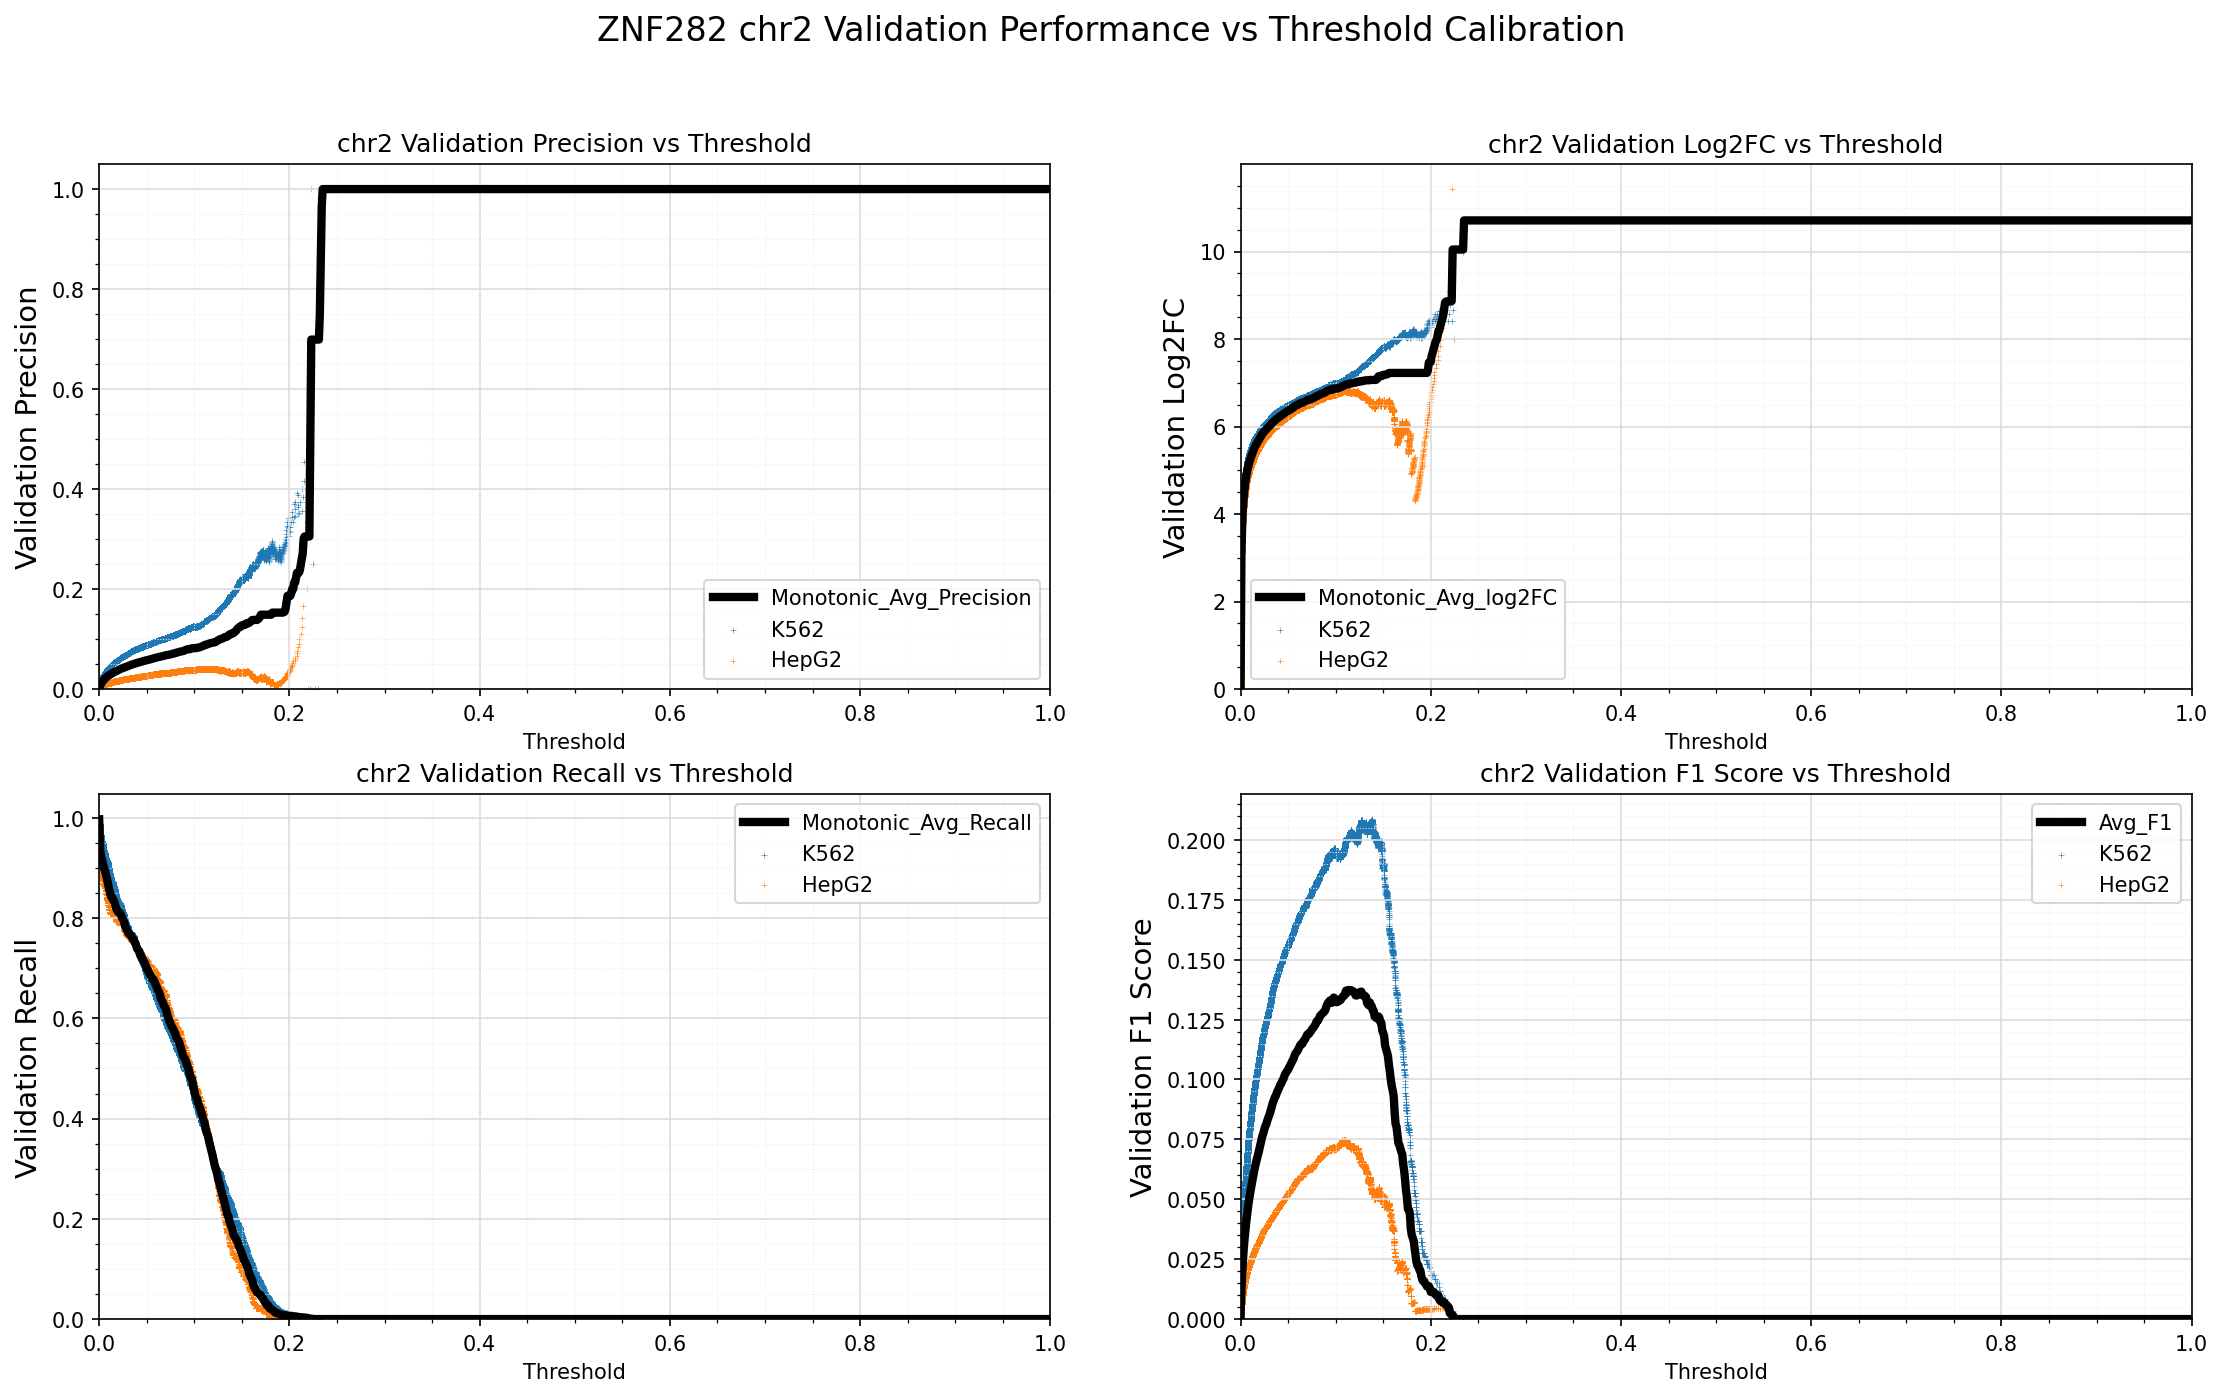 ZNF282 chr2 Validation Performance vs Threshold Calibration
chr2 Validation Precision vs Threshold
Validation Precision
1.0
0.8
0.6
0.4
0.2
0.0
0.0 0.2 0.4 0.6 0.8 1.0
Threshold
Monotonic_Avg_Precision
K562
HepG2
chr2 Validation Log2FC vs Threshold
Validation Log2FC
10
8
6
4
2
0
0.0 0.2 0.4 0.6 0.8 1.0
Threshold
Monotonic_Avg_log2FC
K562
HepG2
chr2 Validation Recall vs Threshold
Validation Recall
1.0
0.8
0.6
0.4
0.2
0.0
0.0 0.2 0.4 0.6 0.8 1.0
Threshold
Monotonic_Avg_Recall
K562
HepG2
chr2 Validation F1 Score vs Threshold
Validation F1 Score
0.200
0.175
0.150
0.125
0.100
0.075
0.050
0.025
0.000
0.0 0.2 0.4 0.6 0.8 1.0
Threshold
Avg_F1
K562
HepG2